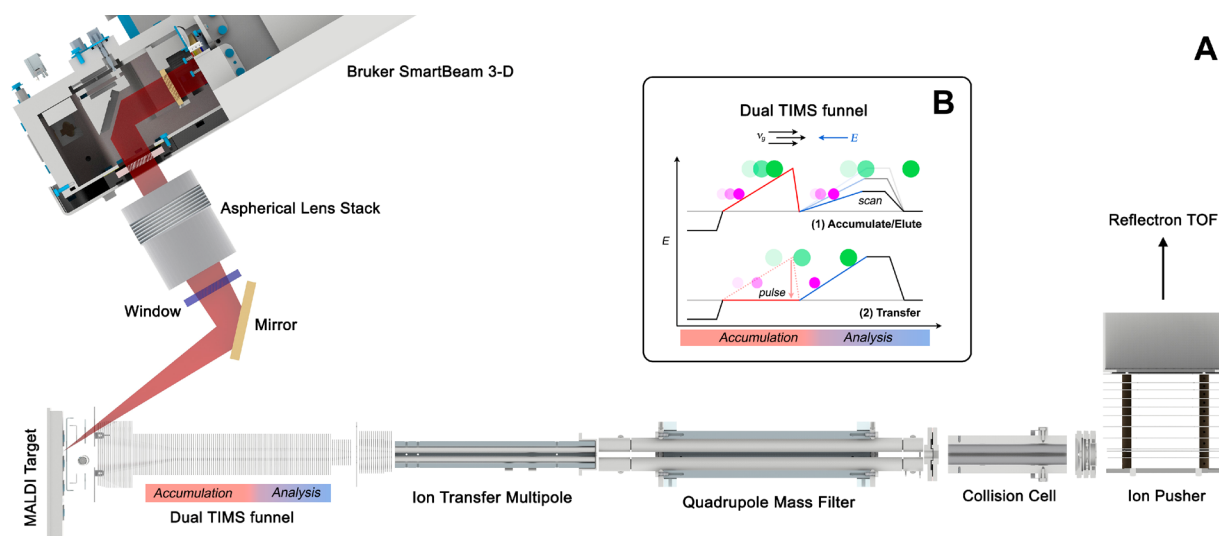 A
Bruker SmartBeam 3-D
Aspherical Lens Stack
Window
Mirror
MALDI Target
Accumulation
Analysis
Dual TIMS funnel
Ion Transfer Multipole
Quadrupole Mass Filter
Collision Cell
Ion Pusher
Reflectron TOF
B
Dual TIMS funnel
vg
E
scan
(1) Accumulate/Elute
E
pulse
(2) Transfer
Accumulation
Analysis